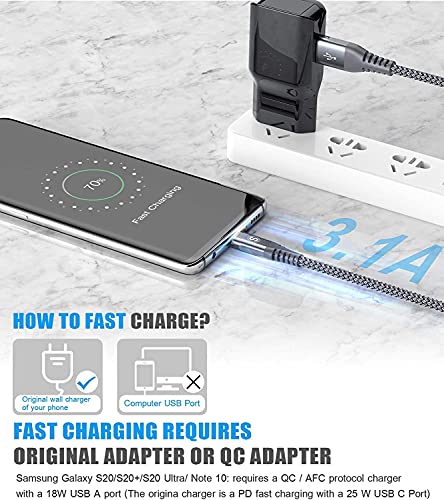 70%
Fast Charging
3.1A
HOW TO FAST CHARGE?
Original wall charger
of your phone
Computer USB Port
FAST CHARGING REQUIRES
ORIGINAL ADAPTER OR QC ADAPTER
Samsung Galaxy S20/S20+/S20 Ultra/ Note 10: requires a QC / AFC protocol charger
with a 18W USB A port (The origina charger is a PD fast charging with a 25 W USB C Port)